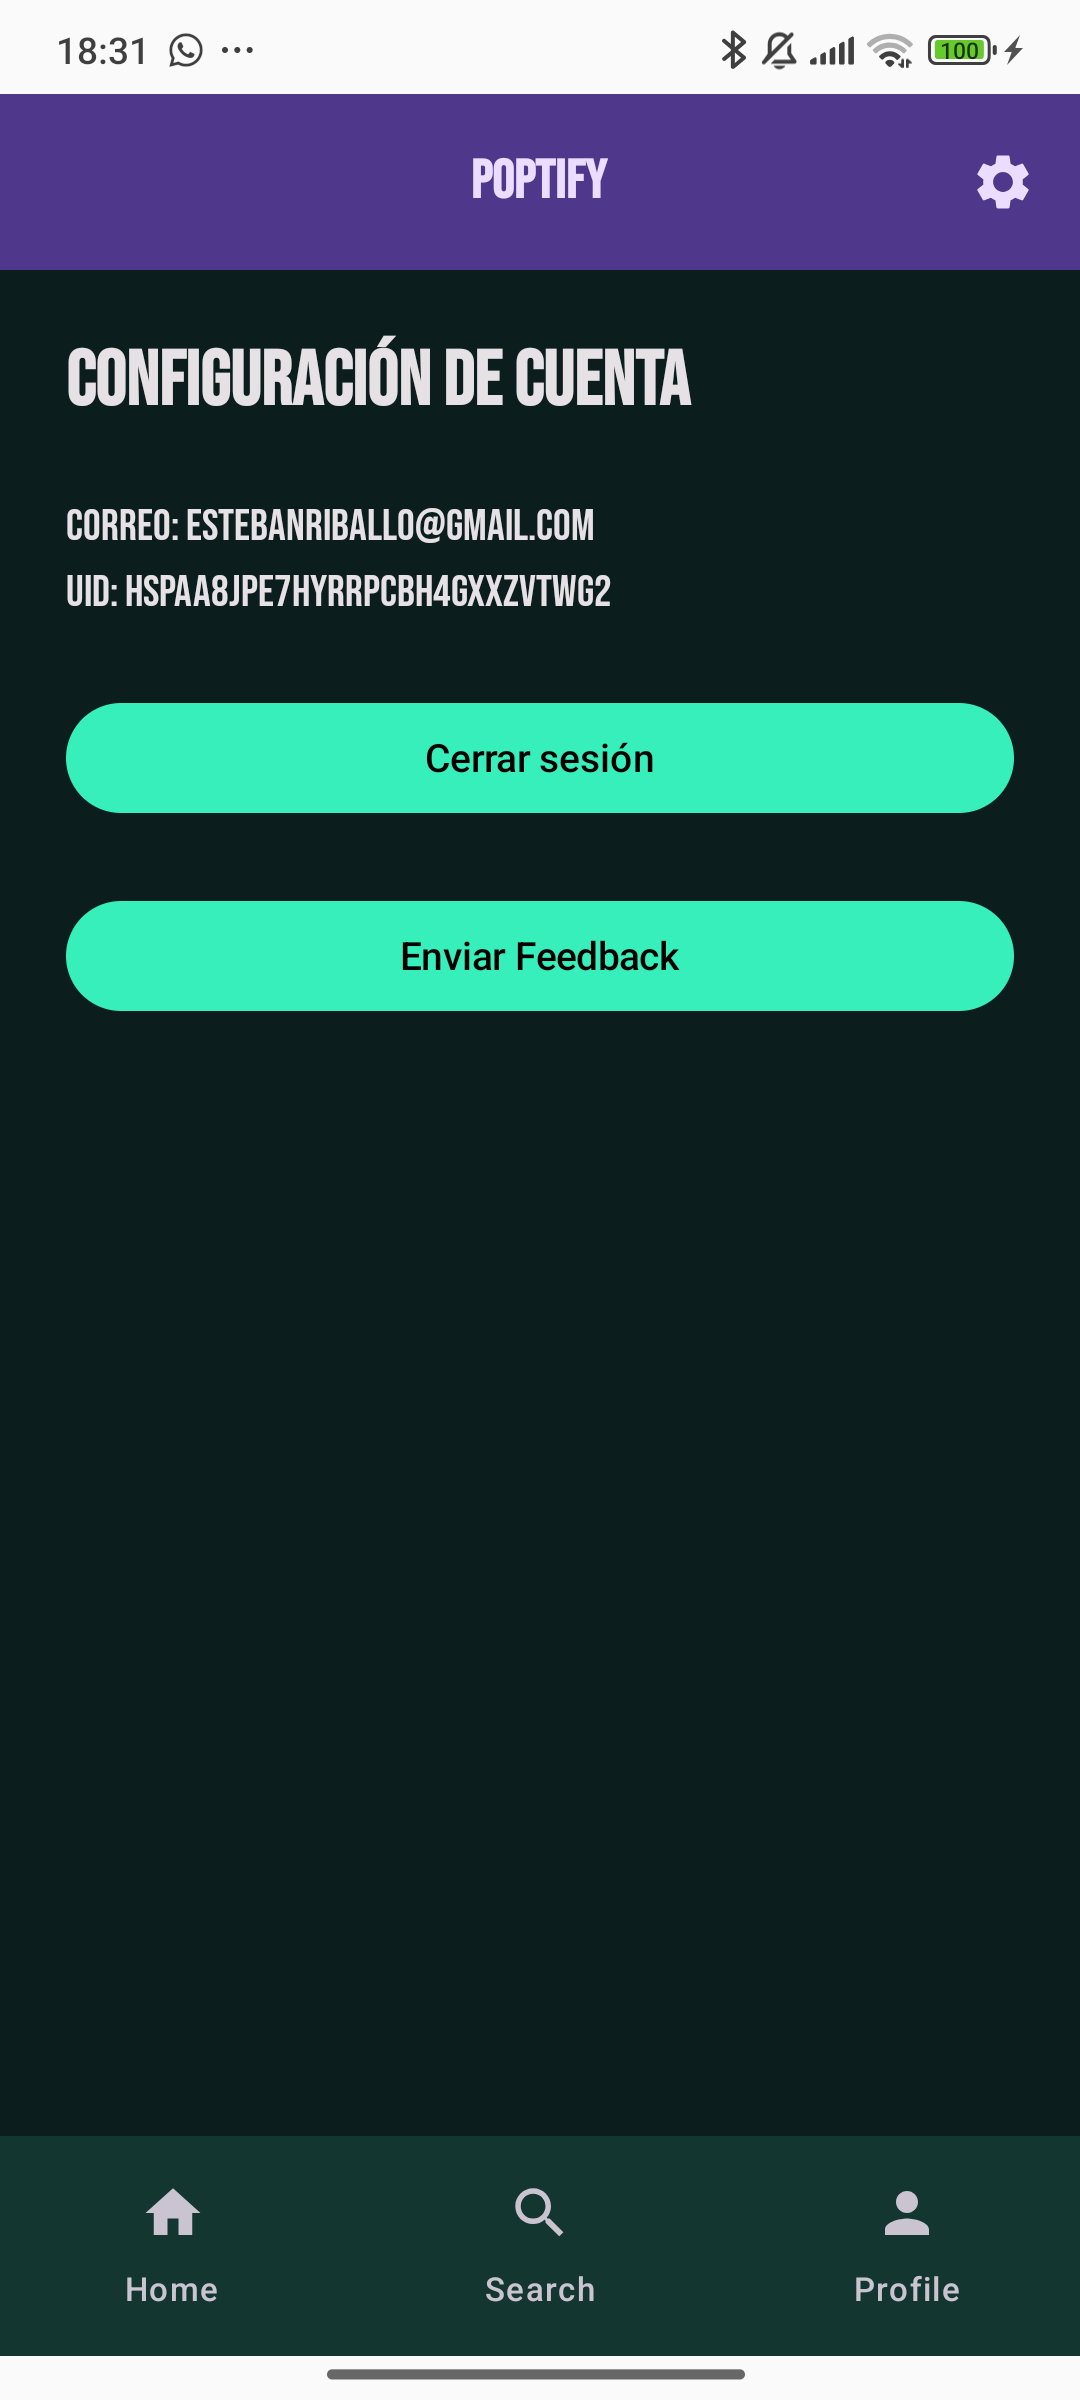 18:31
100
POPTIFY
CONFIGURACIÓN DE CUENTA
CORREO: ESTEBANRIBALLO@GMAIL.COM
UID: HSPAA8JPE7HYRRPCBH4GXXZVTWG2
Cerrar sesión
Enviar Feedback
Home
Search
Profile